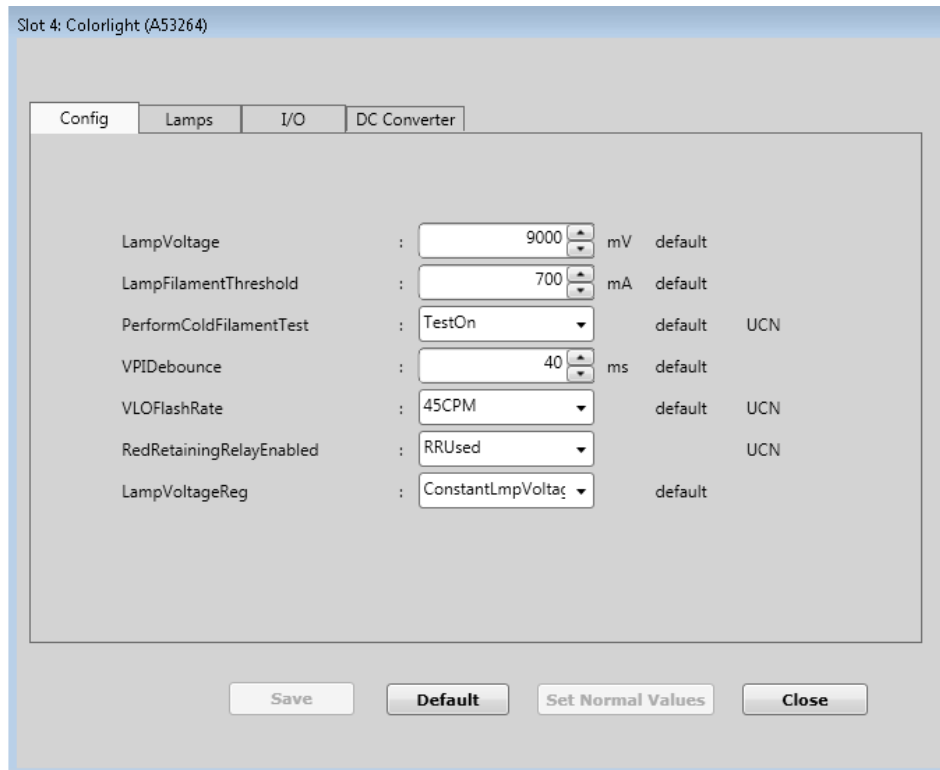 Slot 4: Colorlight (A53264)
Config Lamps I/O DC Converter
LampVoltage : 9000 mV default
LampFilamentThreshold : 700 mA default
PerformColdFilamentTest : TestOn default UCN
VPIDebounce : 40 ms default
VLOFlashRate : 45CPM default UCN
RedRetainingRelayEnabled : RRUsed UCN
LampVoltageReg : ConstantLmpVoltag default
Save Default Set Normal Values Close